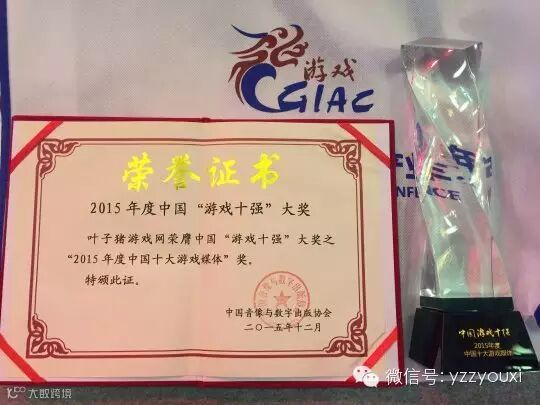 游戏
CGIAC
荣誉证书
2015年度中国“游戏十强”大奖
叶子猪游戏网荣膺中国“游戏十强”大奖之
“2015年度中国十大游戏媒体”奖。
特颁此证。
中国音像与数字出版协会
二〇一五年十二月
NFERENCE
中国游戏十强
2015年度
中国十大游戏媒体
微信号: yzzyouxi
大数跨境